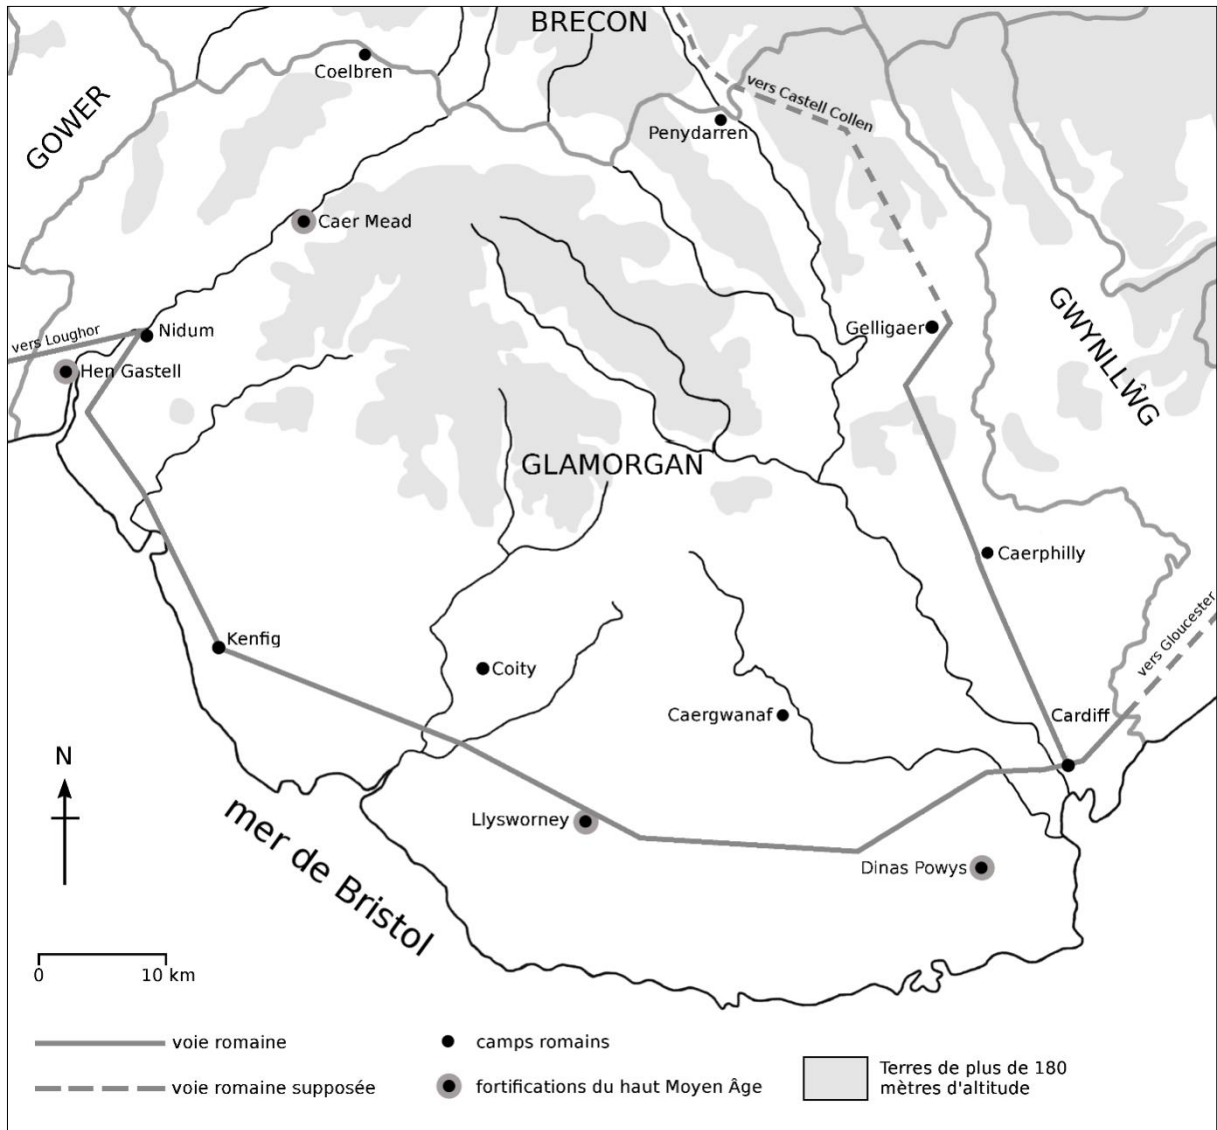 BRECON
Coelbren
GOWER
vers Castell Collen
Penydarren
Caer Mead
GWYNLLŴG
Nidum
vers Loughor
Gelligaer
Hen Gastell
GLAMORGAN
Caerphilly
vers Gloucester
Kenfig
Coity
Caergwanaf
Cardiff
N
Llysworney
mer de Bristol
Dinas Powys
0 10 km
voie romaine
camps romains
Terres de plus de 180
mètres d'altitude
voie romaine supposée
fortifications du haut Moyen Âge